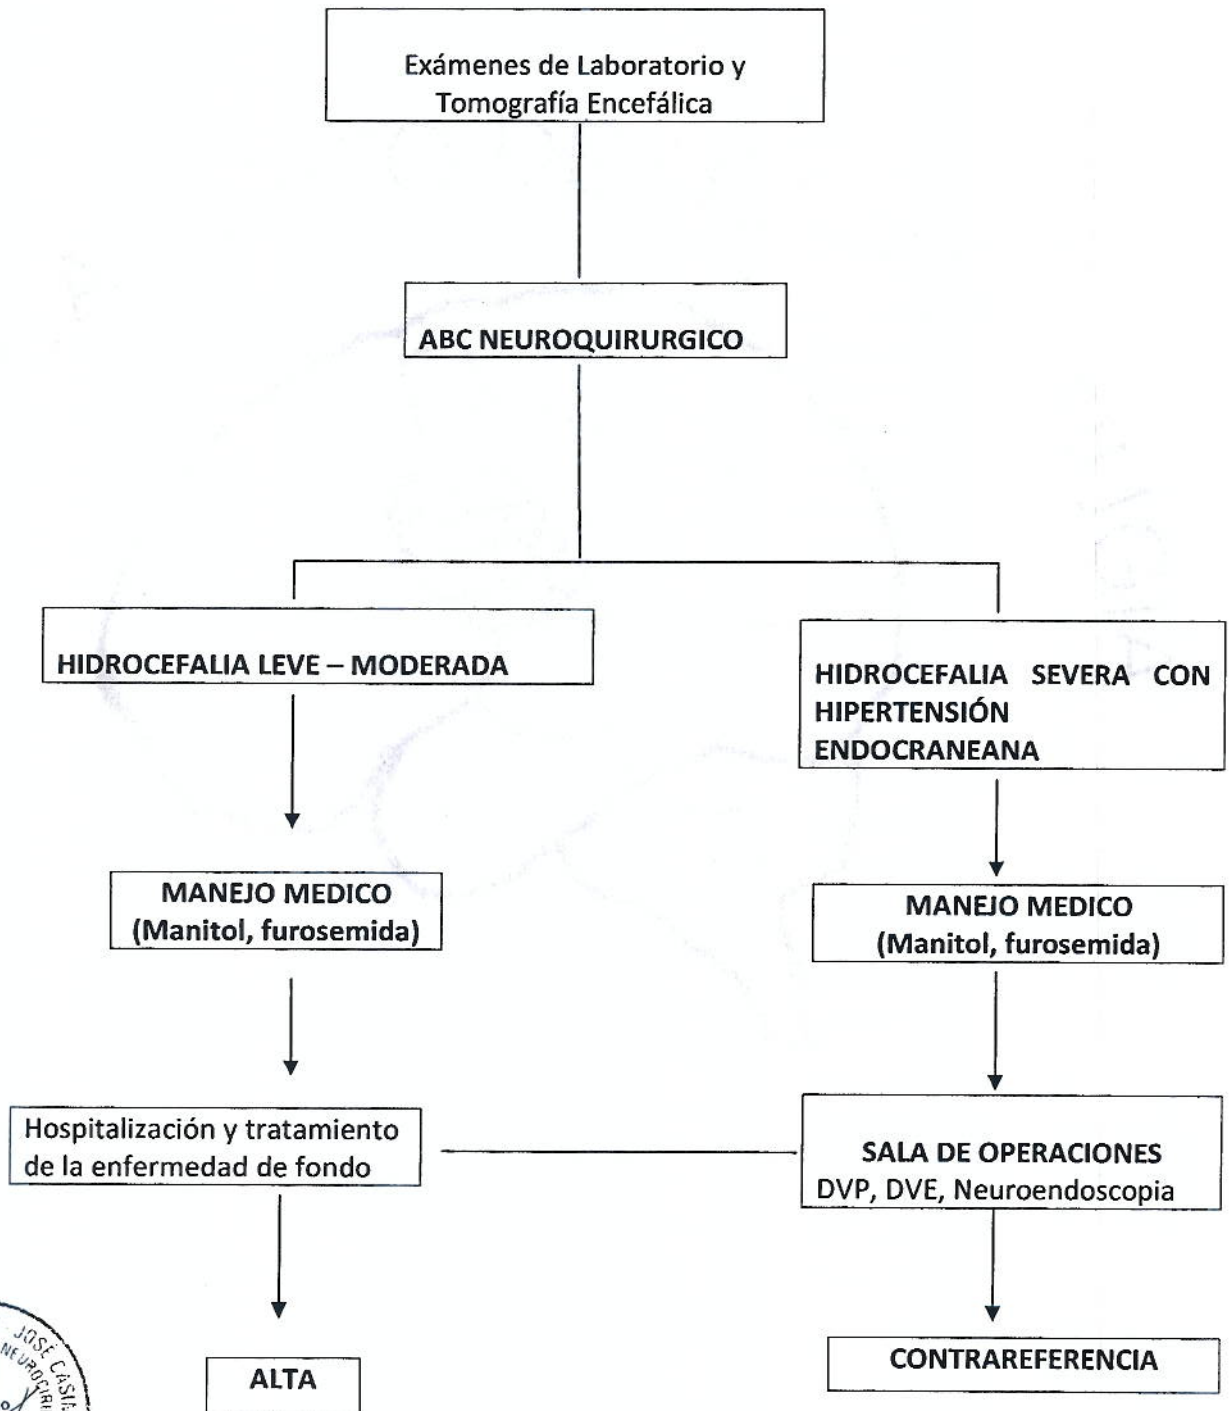 Exámenes de Laboratorio y
Tomografía Encefálica
ABC NEUROQUIRURGICO
HIDROCEFALIA LEVE – MODERADA
HIDROCEFALIA SEVERA CON
HIPERTENSIÓN
ENDOCRANEANA
MANEJO MEDICO
(Manitol, furosemida)
MANEJO MEDICO
(Manitol, furosemida)
Hospitalización y tratamiento
de la enfermedad de fondo
SALA DE OPERACIONES
DVP, DVE, Neuroendoscopia
ALTA
CONTRAREFERENCIA
JOSÉ